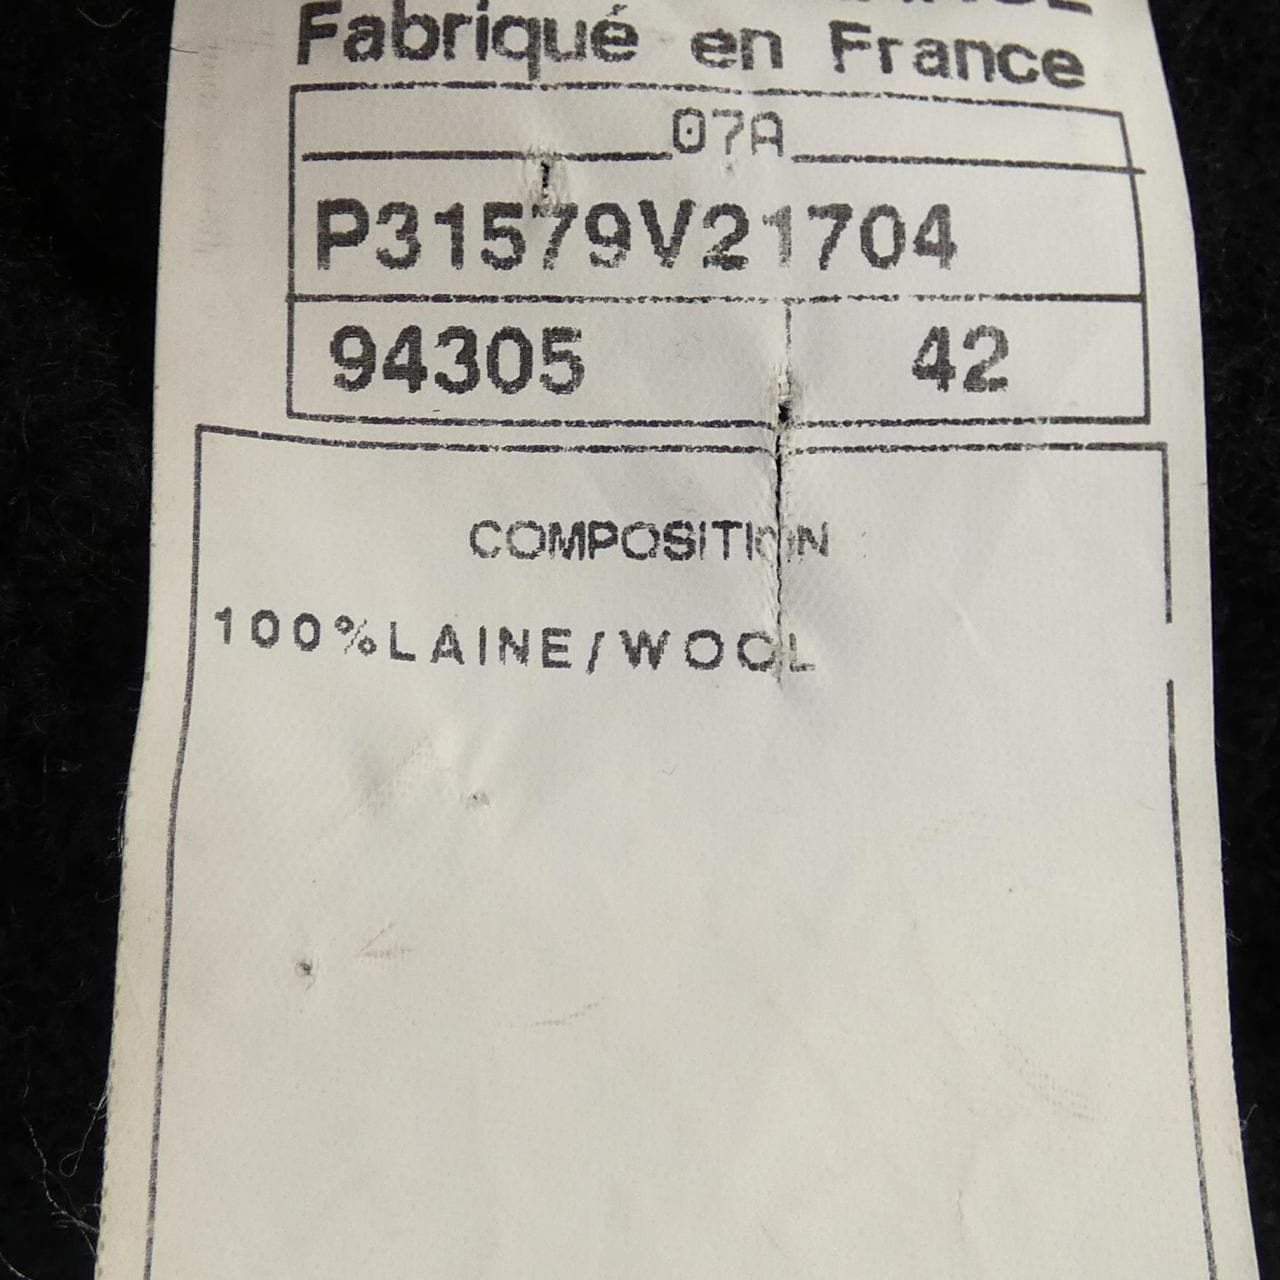 Fabriqué en France
07A
P31579V21704
94305 42
COMPOSITION
100%LAINE/WOOL